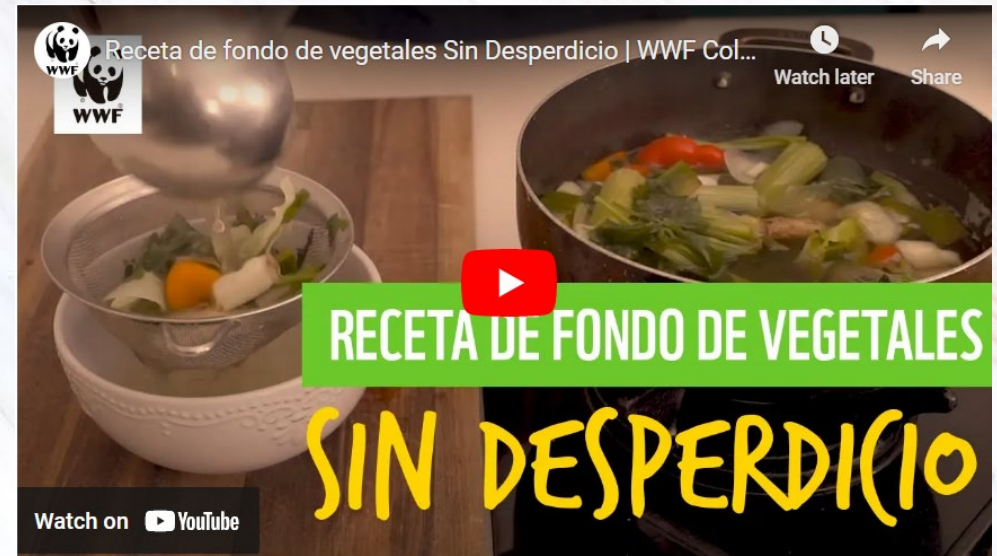 Receta de fondo de vegetales Sin Desperdicio | WWF Col...
Watch later
Share
WWF
WWF
RECETA DE FONDO DE VEGETALES
SIN DESPERDICIO
Watch on YouTube